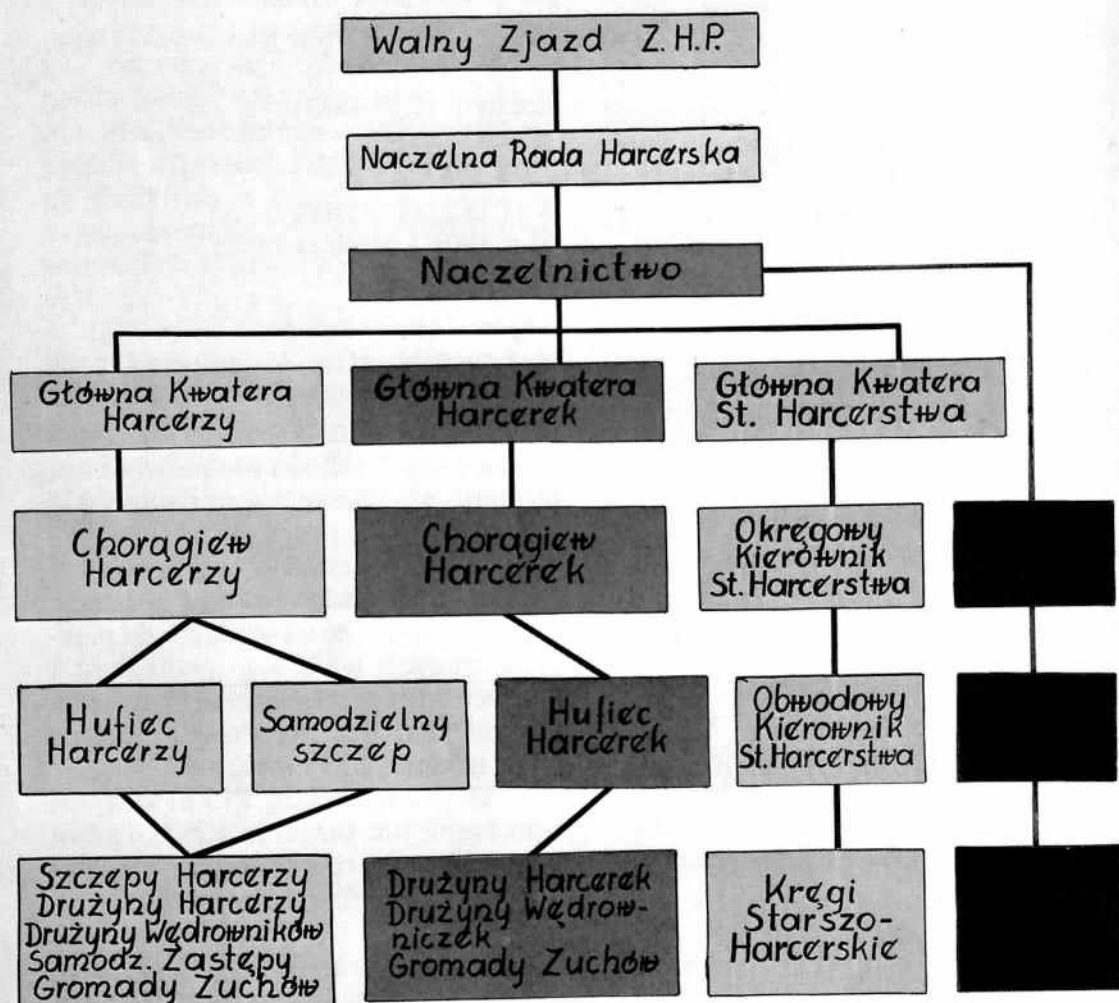 Walny Zjazd Z.H.P.
Naczelna Rada Harcerska
Naczelnictwo
Główna Kwatera
Harcerzy
Główna Kwatera
Harcerek
Główna Kwatera
St. Harcerstwa
Chorągiew
Harcerzy
Chorągiew
Harcerek
Okręgowy
Kierownik
St. Harcerstwa
Hufiec
Harcerzy
Samodzielny
szczep
Hufiec
Harcerek
Obwodowy
Kierownik
St. Harcerstwa
Szczepy Harcerzy
Drużyny Harcerzy
Drużyny Wędrowników
Samodz. Zastępy
Gromady Zuchów
Drużyny Harcerek
Drużyny Wędrow-
niczek
Gromady Zuchów
Kręgi
Starszo-
Harcerskie